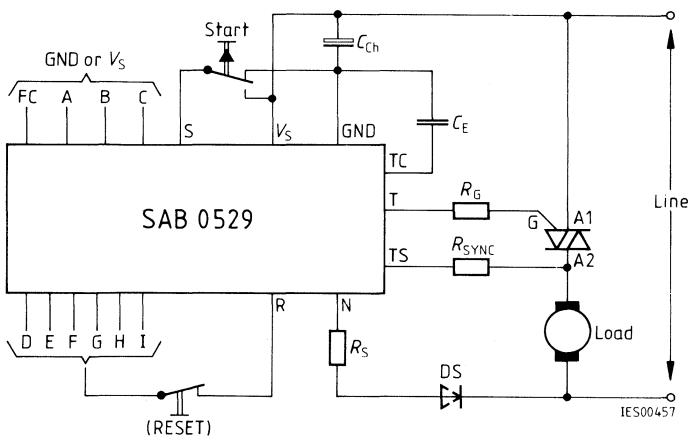 Start
C_Ch
GND or V_S
FC A B C
S V_S GND
C_E
TC
T
R_G
SAB 0529
G A1
Line
TS
R_SYNC
A2
D E F G H I
R N
R_S
Load
DS
(RESET)
IES00457